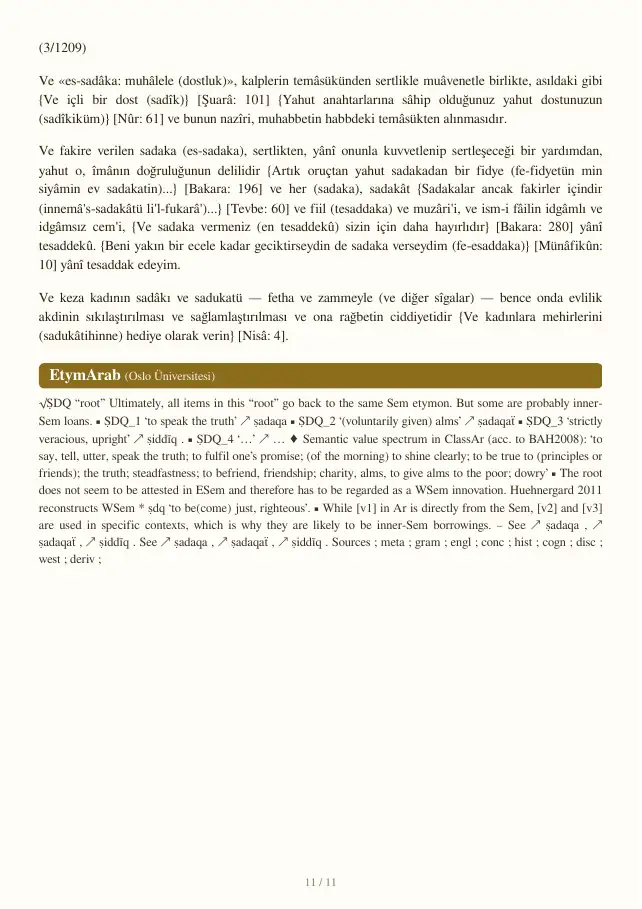 (3/1209)
Ve «es-sadâka: muhâlele (dostluk)», kalplerin temâsükünden sertlikle muâvenetle birlikte, asıldaki gibi
{Ve içli bir dost (sadîk)} [Şuarâ: 101] {Yahut anahtarlarına sâhip olduğunuz yahut dostunuzun
(sadîkiküm)} [Nûr: 61] ve bunun nazîri, muhabbetin habbdeki temâsükten alınmasıdır.
Ve fakire verilen sadaka (es-sadaka), sertlikten, yânî onunla kuvvetlenip sertleşeceği bir yardımdan,
yahut o, îmânın doğruluğunun delilidir {Artık oruçtan yahut sadakadan bir fidye (fe-fidyetün min
siyâmin ev sadakatin)...} [Bakara: 196] ve her (sadaka), sadakât {Sadakalar ancak fakirler içindir
(innemâ's-sadakâtü li'l-fukarâ')...} [Tevbe: 60] ve fiil (tesaddaka) ve muzâri'i, ve ism-i fâilin idgâmlı ve
idgâmsız cem'i, {Ve sadaka vermeniz (en tesaddekû) sizin için daha hayırlıdır} [Bakara: 280] yânî
tesaddekû. {Beni yakın bir ecele kadar geciktirseydin de sadaka verseydim (fe-esaddaka)} [Münâfikûn:
10] yânî tesaddak edeyim.
Ve keza kadının sadâkı ve sadukatü — fetha ve zammeyle (ve diğer sîgalar) — bence onda evlilik
akdinin sıkılaştırılması ve sağlamlaştırılması ve ona rağbetin ciddiyetidir {Ve kadınlara mehirlerini
(sadukâtihinne) hediye olarak verin} [Nisâ: 4].
EtymArab (Oslo Üniversitesi)
√ṢDQ “root” Ultimately, all items in this “root” go back to the same Sem etymon. But some are probably inner-
Sem loans. ▪ ṢDQ_1 ‘to speak the truth’ ↗ ṣadaqa ▪ ṢDQ_2 ‘(voluntarily given) alms’ ↗ ṣadaqaẗ ▪ ṢDQ_3 ‘strictly
veracious, upright’ ↗ ṣiddīq . ▪ ṢDQ_4 ‘…’ ↗ … ♦ Semantic value spectrum in ClassAr (acc. to BAH2008): ‘to
say, tell, utter, speak the truth; to fulfil one’s promise; (of the morning) to shine clearly; to be true to (principles or
friends); the truth; steadfastness; to befriend, friendship; charity, alms, to give alms to the poor; dowry’ ▪ The root
does not seem to be attested in ESem and therefore has to be regarded as a WSem innovation. Huehnergard 2011
reconstructs WSem * ṣdq ‘to be(come) just, righteous’. ▪ While [v1] in Ar is directly from the Sem, [v2] and [v3]
are used in specific contexts, which is why they are likely to be inner-Sem borrowings. – See ↗ ṣadaqa , ↗
ṣadaqaẗ , ↗ ṣiddīq . See ↗ ṣadaqa , ↗ ṣadaqaẗ , ↗ ṣiddīq . Sources ; meta ; gram ; engl ; conc ; hist ; cogn ; disc ;
west ; deriv ;
11 / 11